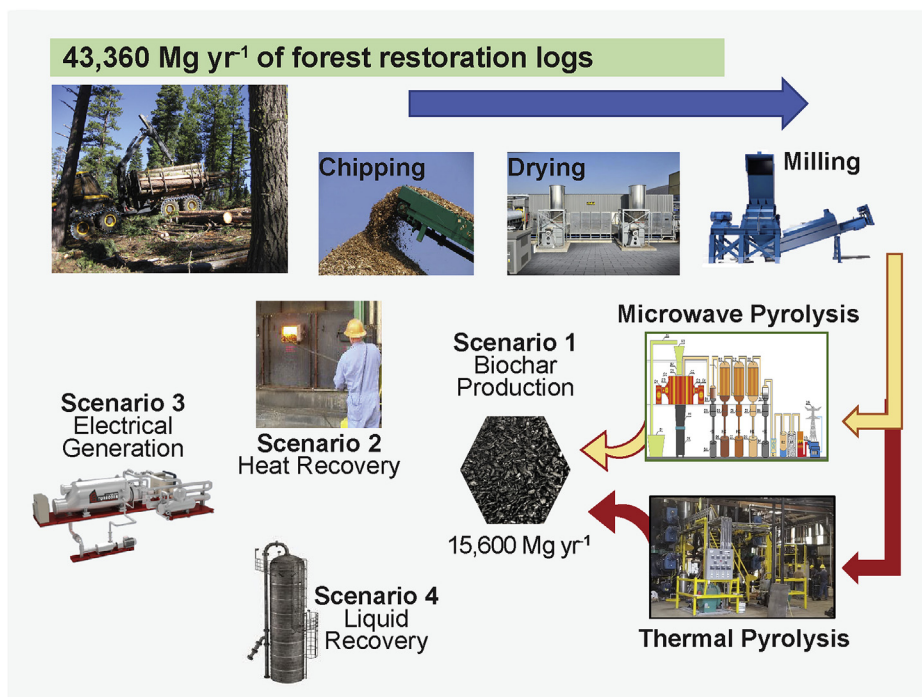 43,360 Mg yr⁻¹ of forest restoration logs
Chipping
Drying
Milling
Microwave Pyrolysis
Scenario 1
Biochar
Production
Scenario 3
Electrical
Generation
Scenario 2
Heat Recovery
15,600 Mg yr⁻¹
Scenario 4
Liquid
Recovery
Thermal Pyrolysis